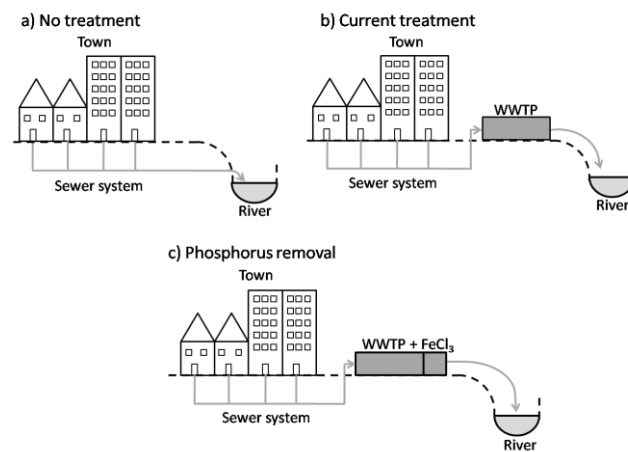 a) No treatment
Town
Sewer system
River
b) Current treatment
Town
WWTP
Sewer system
River
c) Phosphorus removal
Town
WWTP + FeCl₃
Sewer system
River